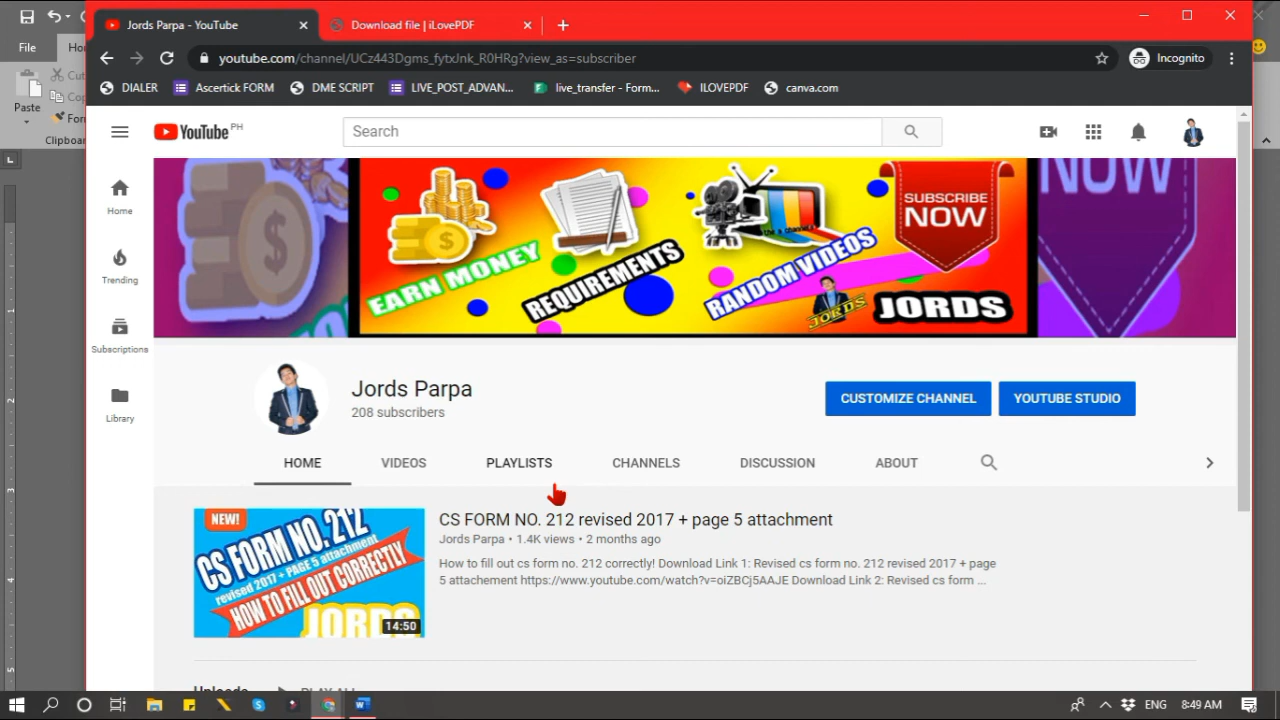 Jords Parpa - YouTube
Download file | iLovePDF
File
youtube.com/channel/UCz443Dgms_fytxJnk_R0HRg?view_as=subscriber
Incognito
DIALER
Ascertick FORM
DME SCRIPT
LIVE_POST_ADVAN...
live_transfer - Form...
ILOVEPDF
canva.com
Paste
Clipboard
YouTube PH
Search
Home
Trending
Subscriptions
Library
EARN MONEY
REQUIREMENTS
RANDOM VIDEOS
SUBSCRIBE
NOW
JORDS
JORDS
NOW
Jords Parpa
208 subscribers
CUSTOMIZE CHANNEL
YOUTUBE STUDIO
HOME
VIDEOS
PLAYLISTS
CHANNELS
DISCUSSION
ABOUT
NEW!
CS FORM NO. 212
revised 2017 + PAGE 5 attachment
HOW TO FILL OUT CORRECTLY
JORDS
14:50
CS FORM NO. 212 revised 2017 + page 5 attachment
Jords Parpa • 1.4K views • 2 months ago
How to fill out cs form no. 212 correctly! Download Link 1: Revised cs form no. 212 revised 2017 + page
5 attachement https://www.youtube.com/watch?v=oiZBCj5AAJE Download Link 2: Revised cs form ...
ENG
8:49 AM